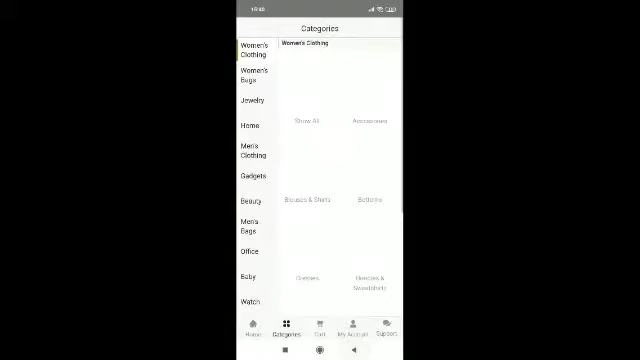 Categories
Women's
Clothing
Women's
Bags
Jewelry
Home
Men's
Clothing
Gadgets
Beauty
Men's
Bags
Office
Baby
Watch
Women's Clothing
Show All
Accessories
Blouses & Shirts
Bottoms
Dresses
Hoodies &
Sweatshirts
Home
Categories
Cart
My Account
Support